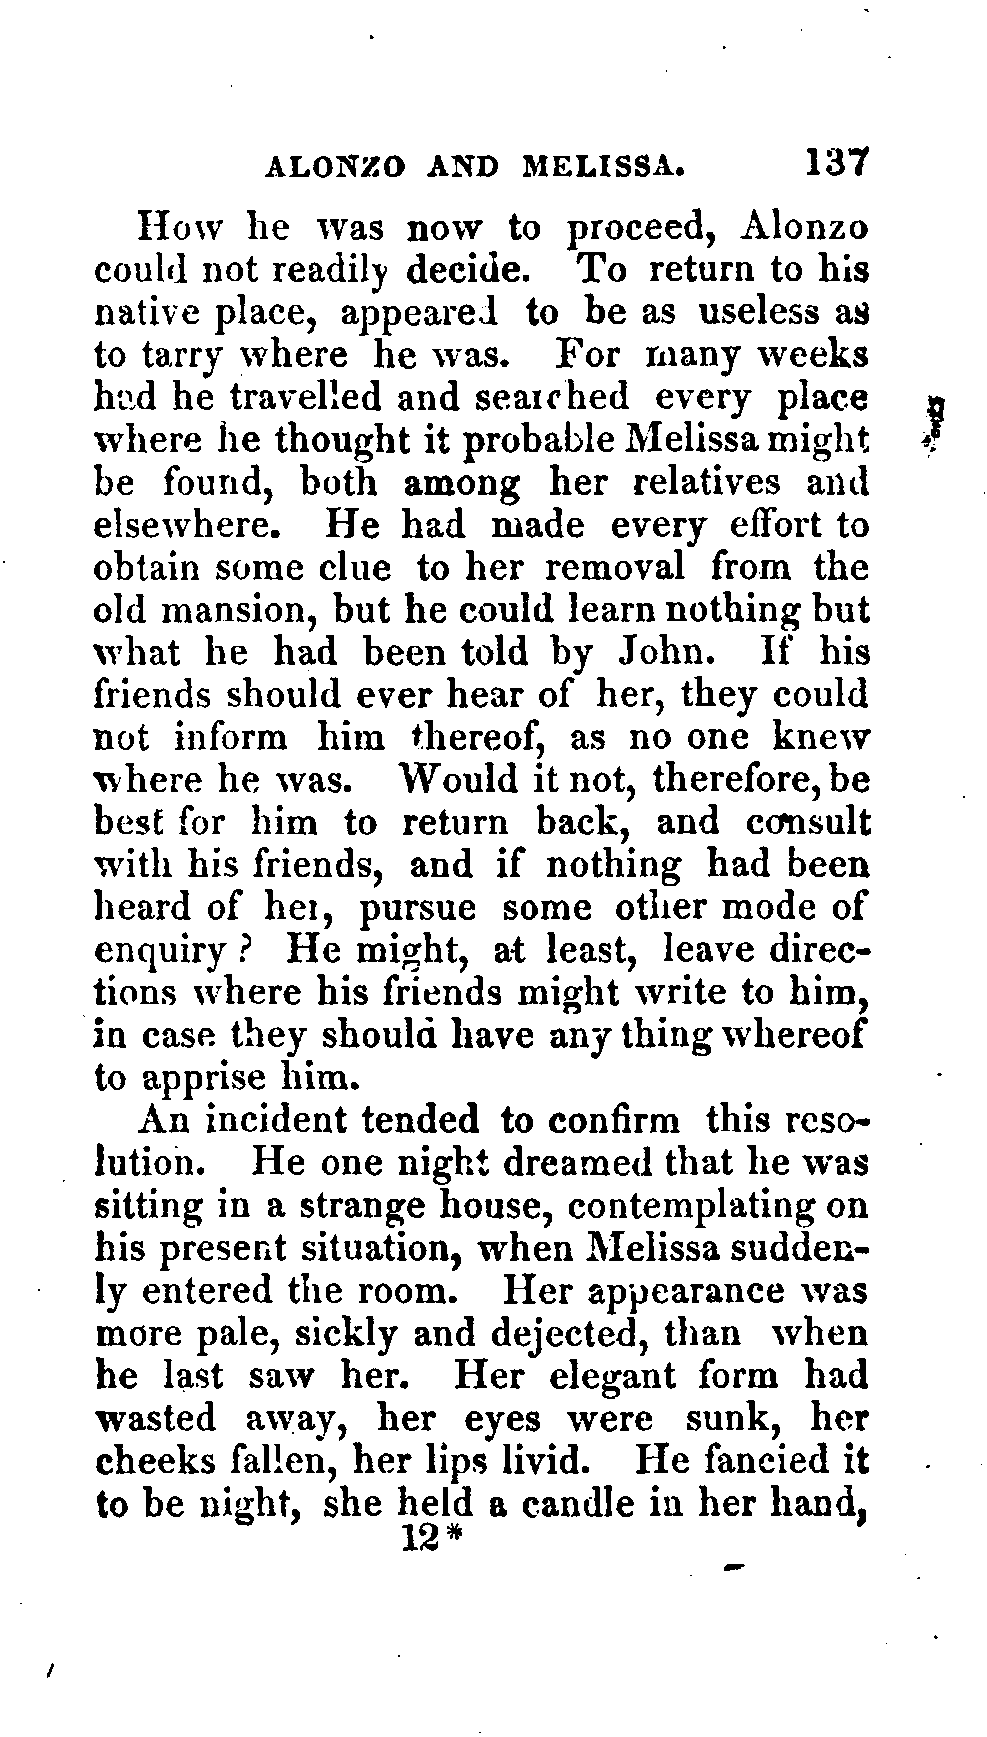 ALONZO AND MELISSA. 137
How he was now to proceed, Alonzo
could not readily decide. To return to his
native place, appeared to be as useless as
to tarry where he was. For many weeks
had he travelled and searched every place
where he thought it probable Melissa might
be found, both among her relatives and
elsewhere. He had made every effort to
obtain some clue to her removal from the
old mansion, but he could learn nothing but
what he had been told by John. If his
friends should ever hear of her, they could
not inform him thereof, as no one knew
where he was. Would it not, therefore, be
best for him to return back, and consult
with his friends, and if nothing had been
heard of her, pursue some other mode of
enquiry? He might, at least, leave direc-
tions where his friends might write to him,
in case they should have any thing whereof
to apprise him.
An incident tended to confirm this reso-
lution. He one night dreamed that he was
sitting in a strange house, contemplating on
his present situation, when Melissa sudden-
ly entered the room. Her appearance was
more pale, sickly and dejected, than when
he last saw her. Her elegant form had
wasted away, her eyes were sunk, her
cheeks fallen, her lips livid. He fancied it
to be night, she held a candle in her hand,
12*